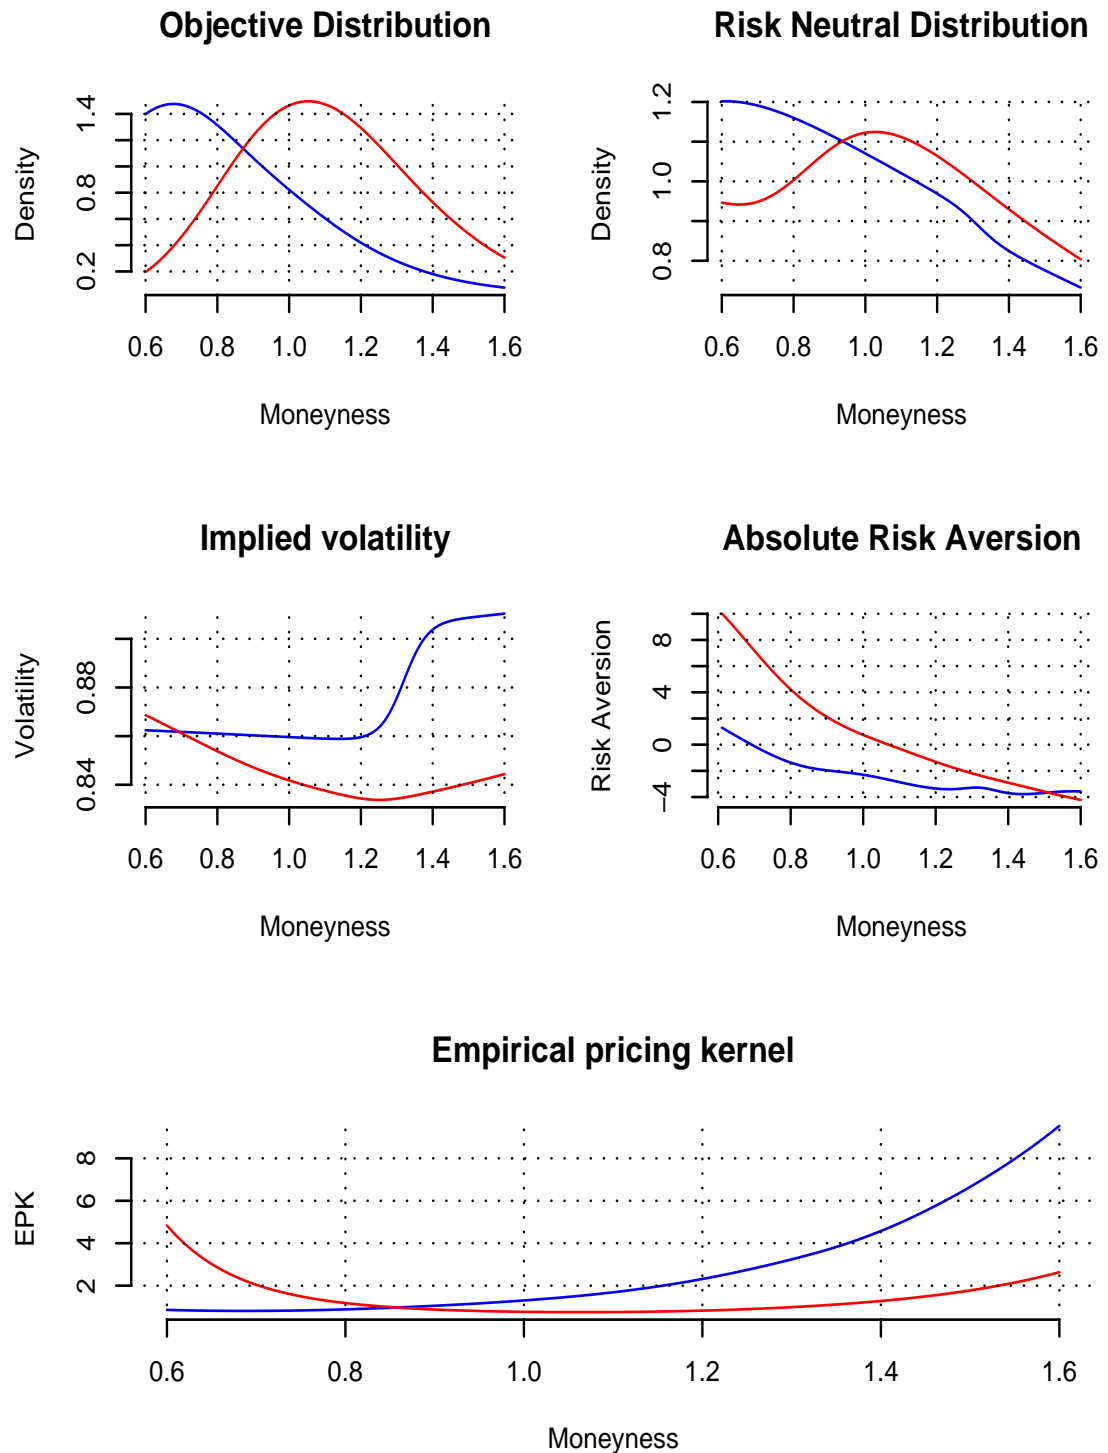 Objective Distribution
Density
0.2 0.8 1.4
0.6 0.8 1.0 1.2 1.4 1.6
Moneyness
Risk Neutral Distribution
Density
0.8 1.0 1.2
0.6 0.8 1.0 1.2 1.4 1.6
Moneyness
Implied volatility
Volatility
0.84 0.88
0.6 0.8 1.0 1.2 1.4 1.6
Moneyness
Absolute Risk Aversion
Risk Aversion
−4 0 4 8
0.6 0.8 1.0 1.2 1.4 1.6
Moneyness
Empirical pricing kernel
EPK
2 4 6 8
0.6 0.8 1.0 1.2 1.4 1.6
Moneyness